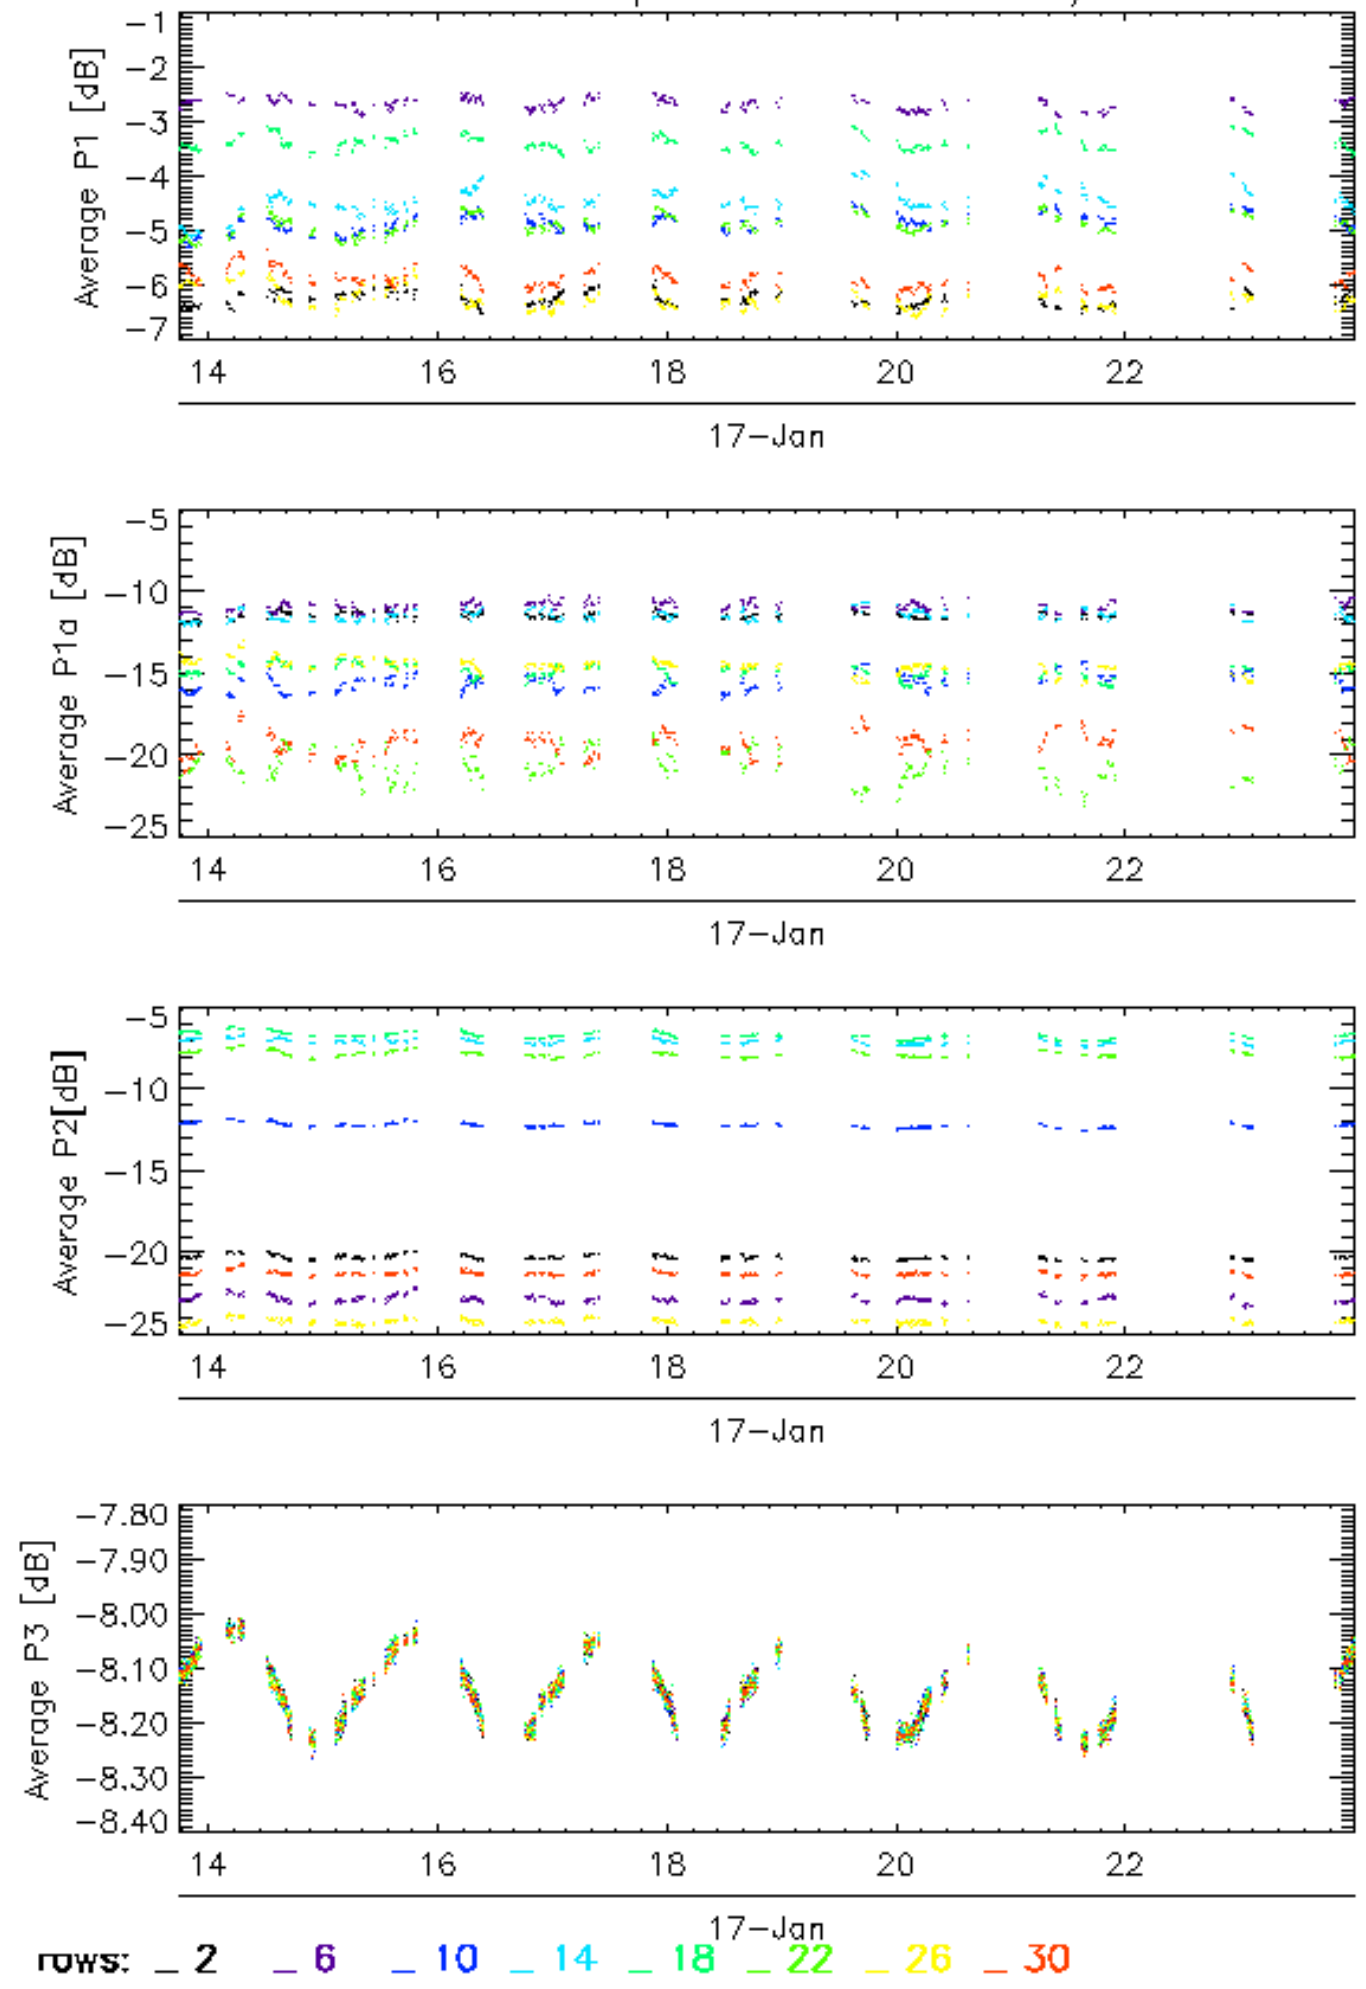 Average P1 [dB]
−1
−2
−3
−4
−5
−6
−7
14 16 18 20 22
17−Jan
Average P1a [dB]
−5
−10
−15
−20
−25
14 16 18 20 22
17−Jan
Average P2[dB]
−5
−10
−15
−20
−25
14 16 18 20 22
17−Jan
Average P3 [dB]
−7.80
−7.90
−8.00
−8.10
−8.20
−8.30
−8.40
14 16 18 20 22
17−Jan
rows: _ 2 _ 6 _ 10 _ 14 _ 18 _ 22 _ 26 _ 30